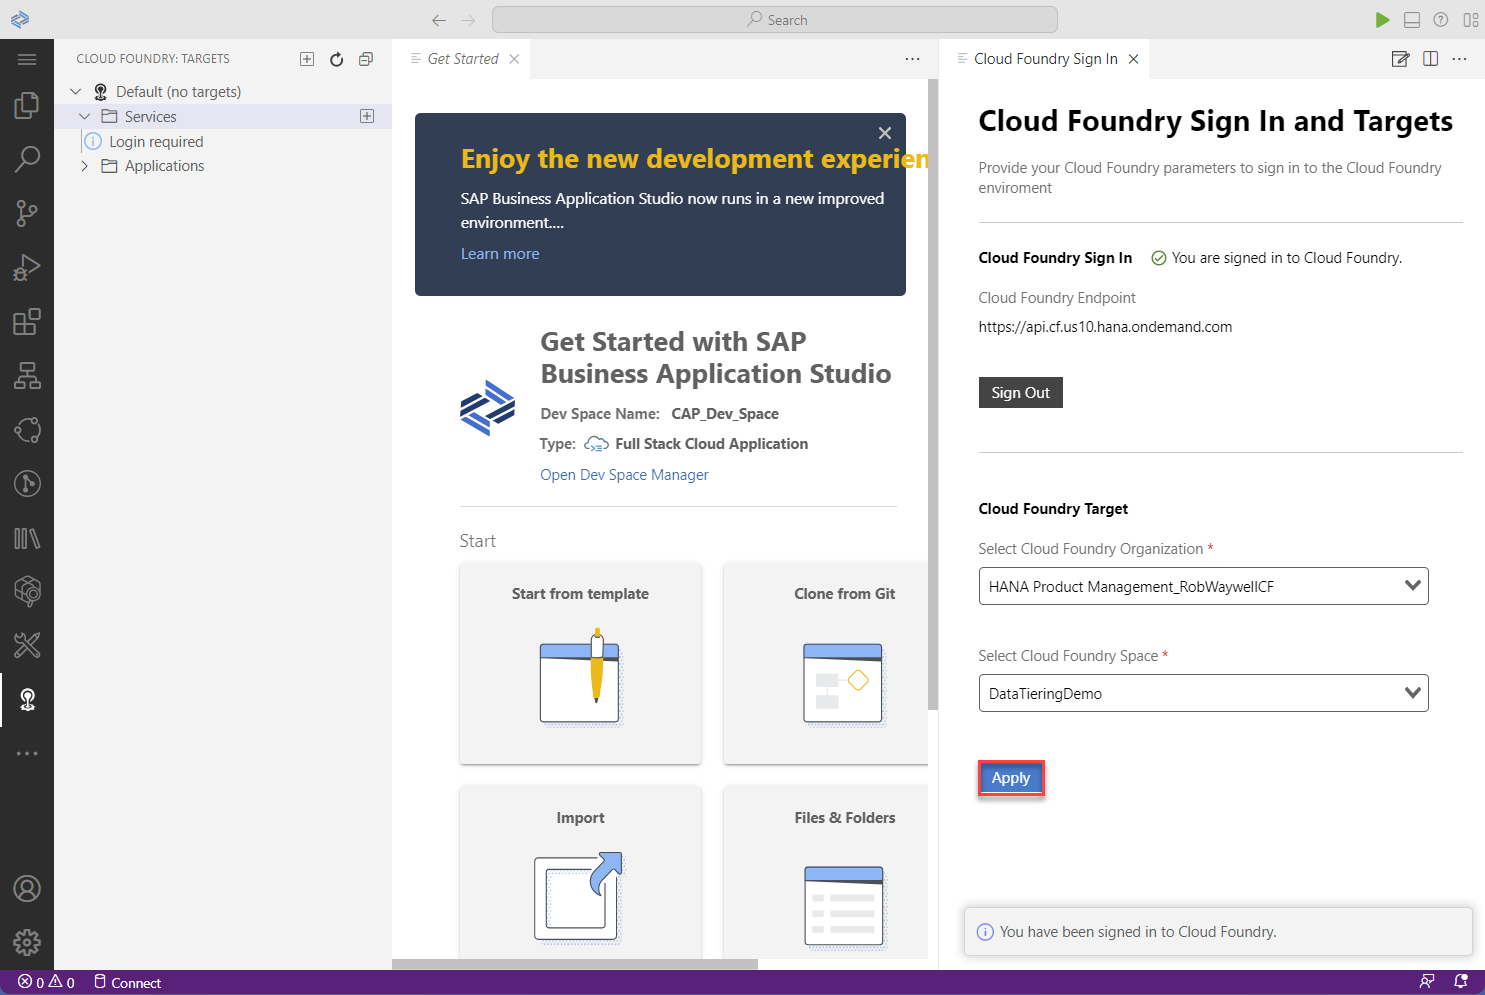 Search
CLOUD FOUNDRY: TARGETS
Default (no targets)
Services
Login required
Applications
Get Started
Enjoy the new development experien
SAP Business Application Studio now runs in a new improved
environment....
Learn more
Get Started with SAP
Business Application Studio
Dev Space Name: CAP_Dev_Space
Type: Full Stack Cloud Application
Open Dev Space Manager
Start
Start from template
Clone from Git
Import
Files & Folders
Cloud Foundry Sign In
Cloud Foundry Sign In and Targets
Provide your Cloud Foundry parameters to sign in to the Cloud Foundry
enviroment
Cloud Foundry Sign In You are signed in to Cloud Foundry.
Cloud Foundry Endpoint
https://api.cf.us10.hana.ondemand.com
Sign Out
Cloud Foundry Target
Select Cloud Foundry Organization *
HANA Product Management_RobWaywellCF
Select Cloud Foundry Space *
DataTieringDemo
Apply
You have been signed in to Cloud Foundry.
0 0 Connect